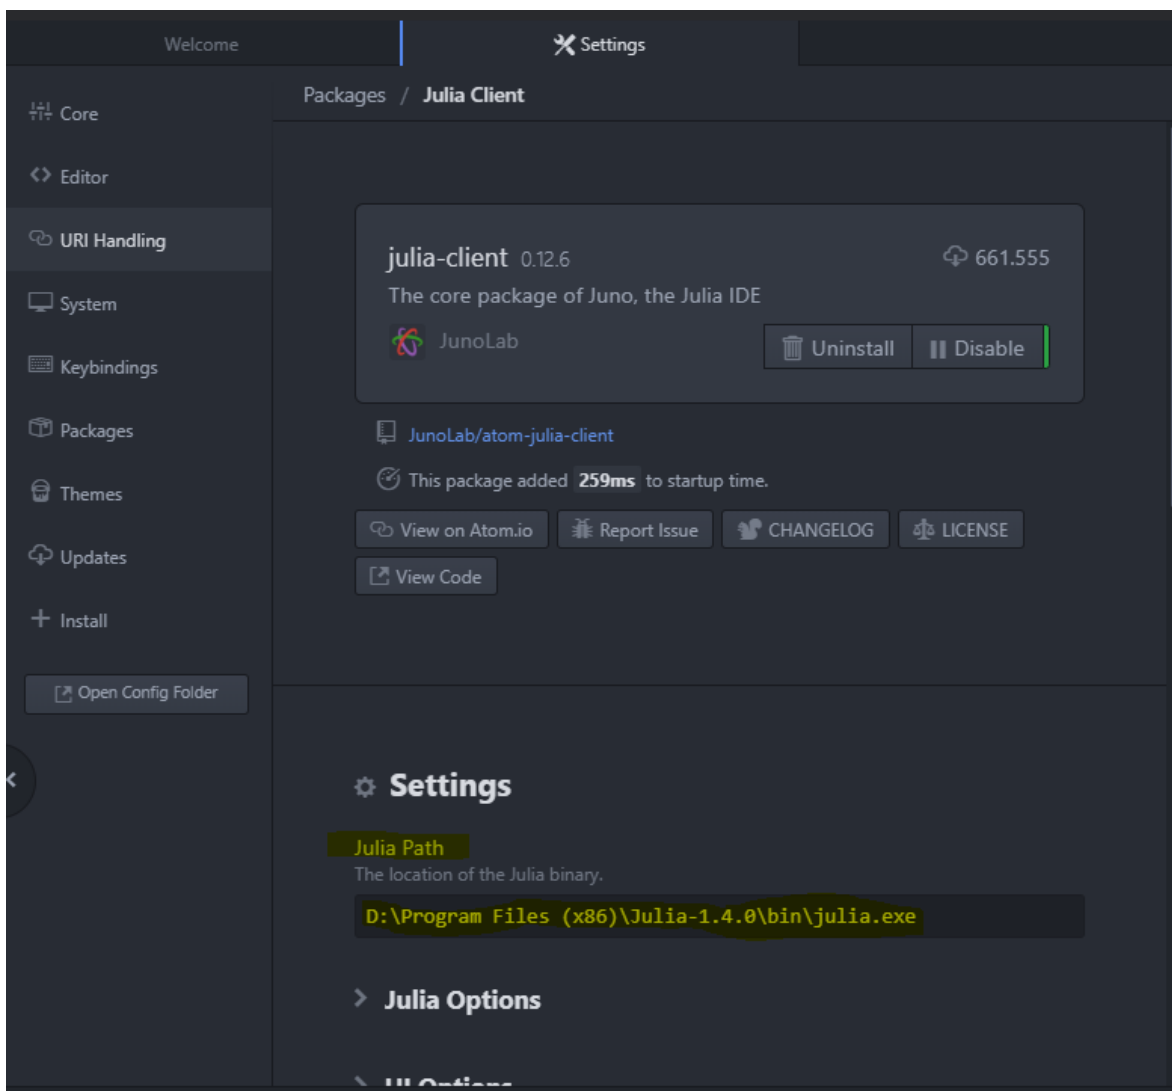 Welcome
Settings
Core
Editor
URI Handling
System
Keybindings
Packages
Themes
Updates
Install
Open Config Folder
Packages / Julia Client
julia-client 0.12.6 661.555
The core package of Juno, the Julia IDE
JunoLab
Uninstall Disable
JunoLab/atom-julia-client
This package added 259ms to startup time.
View on Atom.io Report Issue CHANGELOG LICENSE
View Code
Settings
Julia Path
The location of the Julia binary.
D:\Program Files (x86)\Julia-1.4.0\bin\julia.exe
Julia Options
UI Options